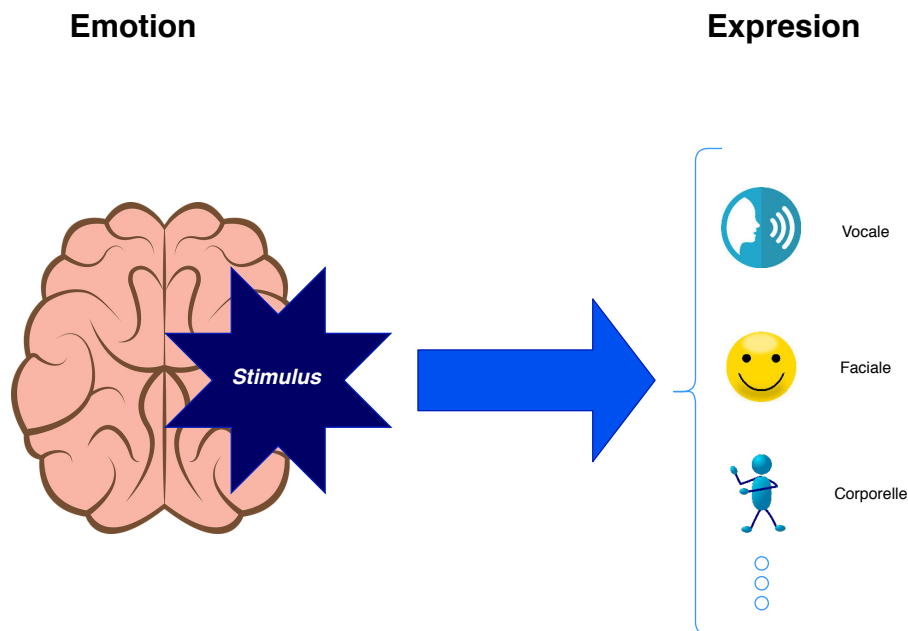 Emotion
Expresion
Vocale
Stimulus
Faciale
Corporelle